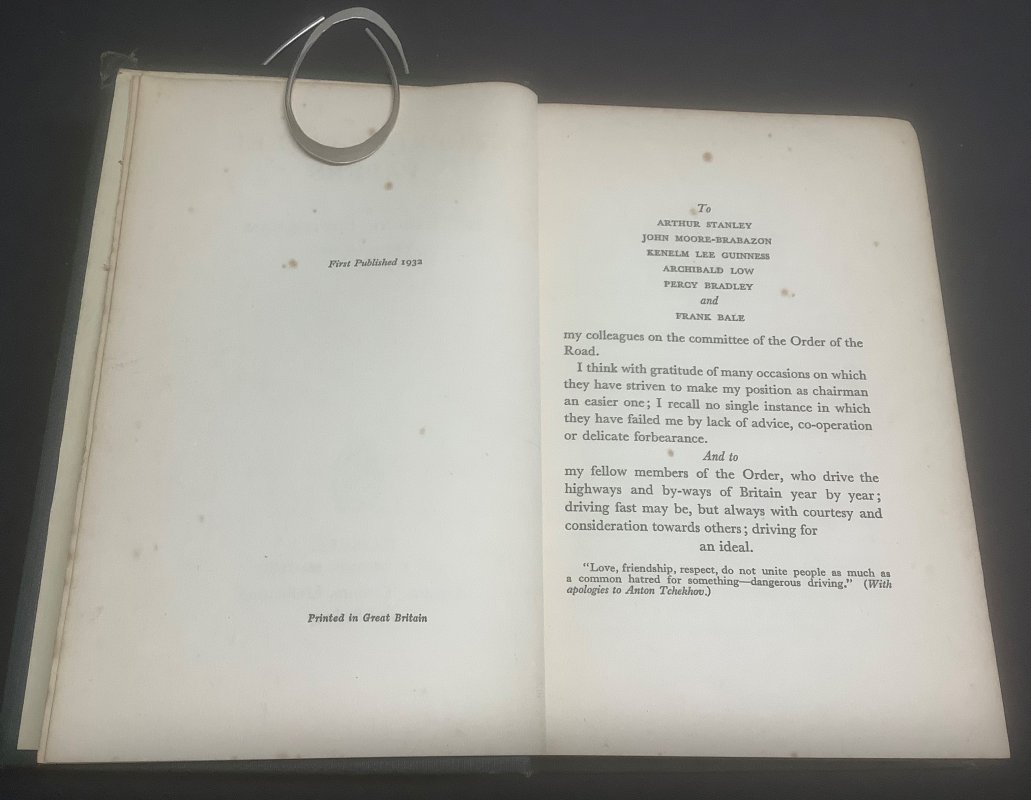 First Published 1932
Printed in Great Britain
To
ARTHUR STANLEY
JOHN MOORE-BRABAZON
KENELM LEE GUINNESS
ARCHIBALD LOW
PERCY BRADLEY
and
FRANK BALE
my colleagues on the committee of the Order of the
Road.
I think with gratitude of many occasions on which
they have striven to make my position as chairman
an easier one; I recall no single instance in which
they have failed me by lack of advice, co-operation
or delicate forbearance.
And to
my fellow members of the Order, who drive the
highways and by-ways of Britain year by year;
driving fast may be, but always with courtesy and
consideration towards others; driving for
an ideal.
"Love, friendship, respect, do not unite people as much as
a common hatred for something—dangerous driving." (With
apologies to Anton Tchekhov.)